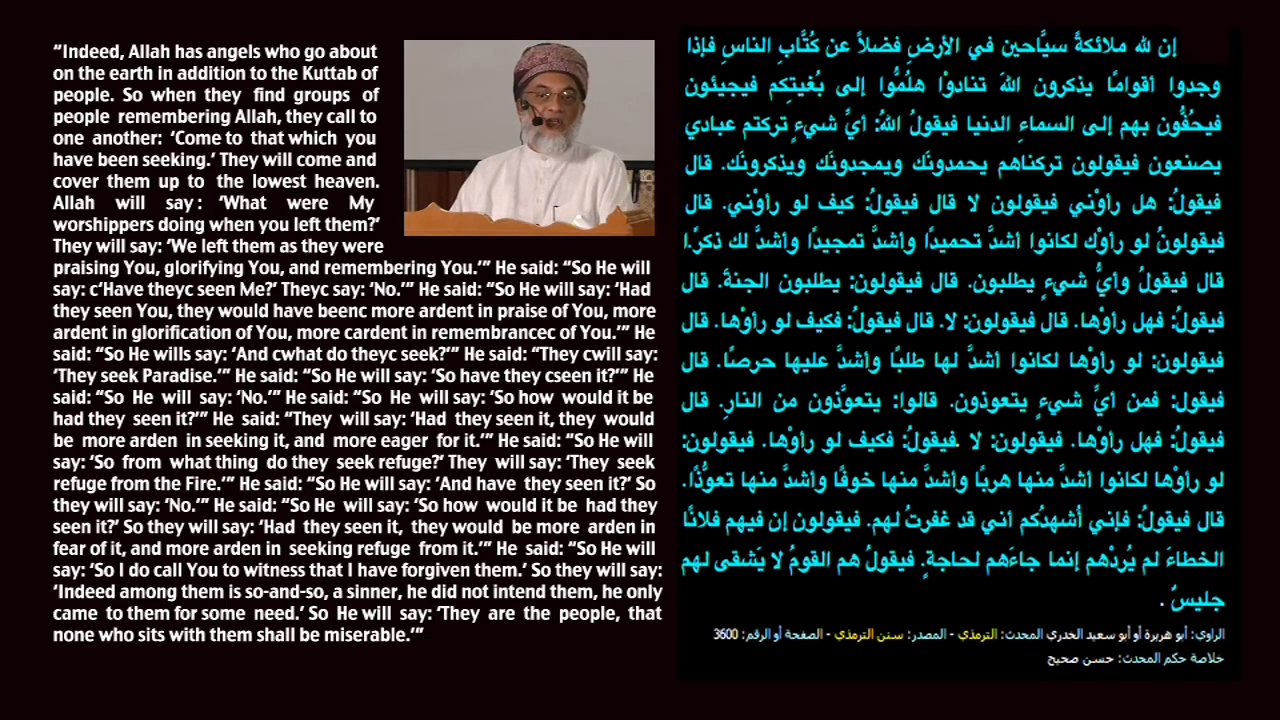 “Indeed, Allah has angels who go about
on the earth in addition to the Kuttab of
people. So when they find groups of
people remembering Allah, they call to
one another: ‘Come to that which you
have been seeking.’ They will come and
cover them up to the lowest heaven.
Allah will say: ‘What were My
worshippers doing when you left them?’
They will say: ‘We left them as they were
praising You, glorifying You, and remembering You.’” He said: “So He will
say: c‘Have theyc seen Me?’ Theyc say: ‘No.’” He said: “So He will say: ‘Had
they seen You, they would have beenc more ardent in praise of You, more
ardent in glorification of You, more cardent in remembrancec of You.’” He
said: “So He wills say: ‘And cwhat do theyc seek?’” He said: “They cwill say:
‘They seek Paradise.’” He said: “So He will say: ‘So have they cseen it?’” He
said: “So He will say: ‘No.’” He said: “So He will say: ‘So how would it be
had they seen it?’” He said: “They will say: ‘Had they seen it, they would
be more arden in seeking it, and more eager for it.’” He said: “So He will
say: ‘So from what thing do they seek refuge?’ They will say: ‘They seek
refuge from the Fire.’” He said: “So He will say: ‘And have they seen it?’ So
they will say: ‘No.’” He said: “So He will say: ‘So how would it be had they
seen it?’ So they will say: ‘Had they seen it, they would be more arden in
fear of it, and more arden in seeking refuge from it.’” He said: “So He will
say: ‘So I do call You to witness that I have forgiven them.’ So they will say:
‘Indeed among them is so-and-so, a sinner, he did not intend them, he only
came to them for some need.’ So He will say: ‘They are the people, that
none who sits with them shall be miserable.’”
إن لله ملائكةً سيَّاحين في الأرضِ فضلاً عن كُتَّابِ الناسِ فإذا
وجدوا أقوامًا يذكرون اللهَ تنادوْا هلُمُّوا إلى بُغيتِكم فيجيئون
فيحُفُّون بهم إلى السماءِ الدنيا فيقولُ اللهُ: أيَّ شيءٍ تركتم عبادي
يصنعون فيقولون تركناهم يحمدونَك ويمجدونَك ويذكرونَك. قال
فيقولُ: هل رأوْني فيقولون لا قال فيقولُ: كيف لو رأوْني. قال
فيقولونُ لو رأوْك لكانوا أشدَّ تحميدًا وأشدَّ تمجيدًا وأشدَّ لك ذكرًا.
قال فيقولُ وأيُّ شيءٍ يطلبون. قال فيقولون: يطلبون الجنةَ. قال
فيقولُ: فهل رأوْها. قال فيقولون: لا. قال فيقولُ: فكيف لو رأوْها. قال
فيقولون: لو رأوْها لكانوا أشدَّ لها طلبًا وأشدَّ عليها حرصًا. قال
فيقولُ: فمن أيِّ شيءٍ يتعوذون. قالوا: يتعوَّذون من النارِ. قال
فيقولُ: فهل رأوْها. فيقولون: لا .فيقولُ: فكيف لو رأوْها. فيقولون:
لو رأوْها لكانوا أشدَّ منها هربًا وأشدَّ منها خوفًا وأشدَّ منها تعوُّذًا.
قال فيقولُ: فإني أُشهدُكم أني قد غفرتُ لهم. فيقولون إن فيهم فلانًا
الخطاءَ لم يُردْهم إنما جاءَهم لحاجةٍ. فيقولُ هم القومُ لا يَشقى لهم
جليسٌ .
الراوي: أبو هريرة أو أبو سعيد الخدري المحدث: الترمذي - المصدر: سنن الترمذي - الصفحة أو الرقم: 3600
خلاصة حكم المحدث: حسن صحيح